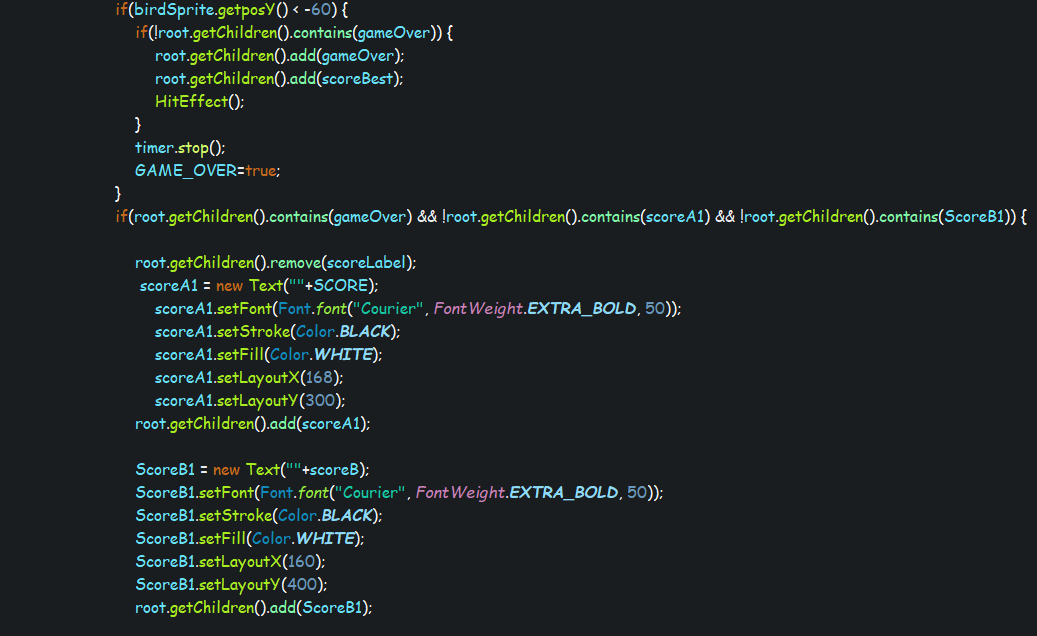 if(birdSprite.getposY() < -60) {
if(!root.getChildren().contains(gameOver)) {
root.getChildren().add(gameOver);
root.getChildren().add(scoreBest);
HitEffect();
}
timer.stop();
GAME_OVER=true;
}
if(root.getChildren().contains(gameOver) && !root.getChildren().contains(scoreA1) && !root.getChildren().contains(ScoreB1)) {
root.getChildren().remove(scoreLabel);
scoreA1 = new Text(""+SCORE);
scoreA1.setFont(Font.font("Courier", FontWeight.EXTRA_BOLD, 50));
scoreA1.setStroke(Color.BLACK);
scoreA1.setFill(Color.WHITE);
scoreA1.setLayoutX(168);
scoreA1.setLayoutY(300);
root.getChildren().add(scoreA1);
ScoreB1 = new Text(""+scoreB);
ScoreB1.setFont(Font.font("Courier", FontWeight.EXTRA_BOLD, 50));
ScoreB1.setStroke(Color.BLACK);
ScoreB1.setFill(Color.WHITE);
ScoreB1.setLayoutX(160);
ScoreB1.setLayoutY(400);
root.getChildren().add(ScoreB1);